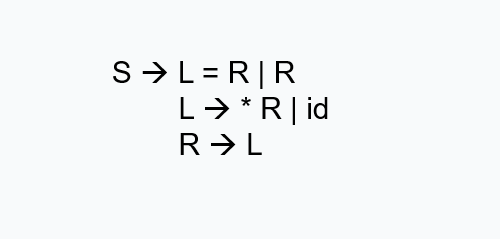 S → L = R | R
L → * R | id
R → L